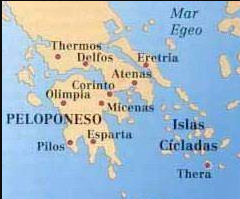 Mar
Egeo
Thermos
Delfos
Eretria
Atenas
Corinto
Olimpia
Micenas
PELOPONESO
Esparta
Islas
Cícladas
Pilos
Thera